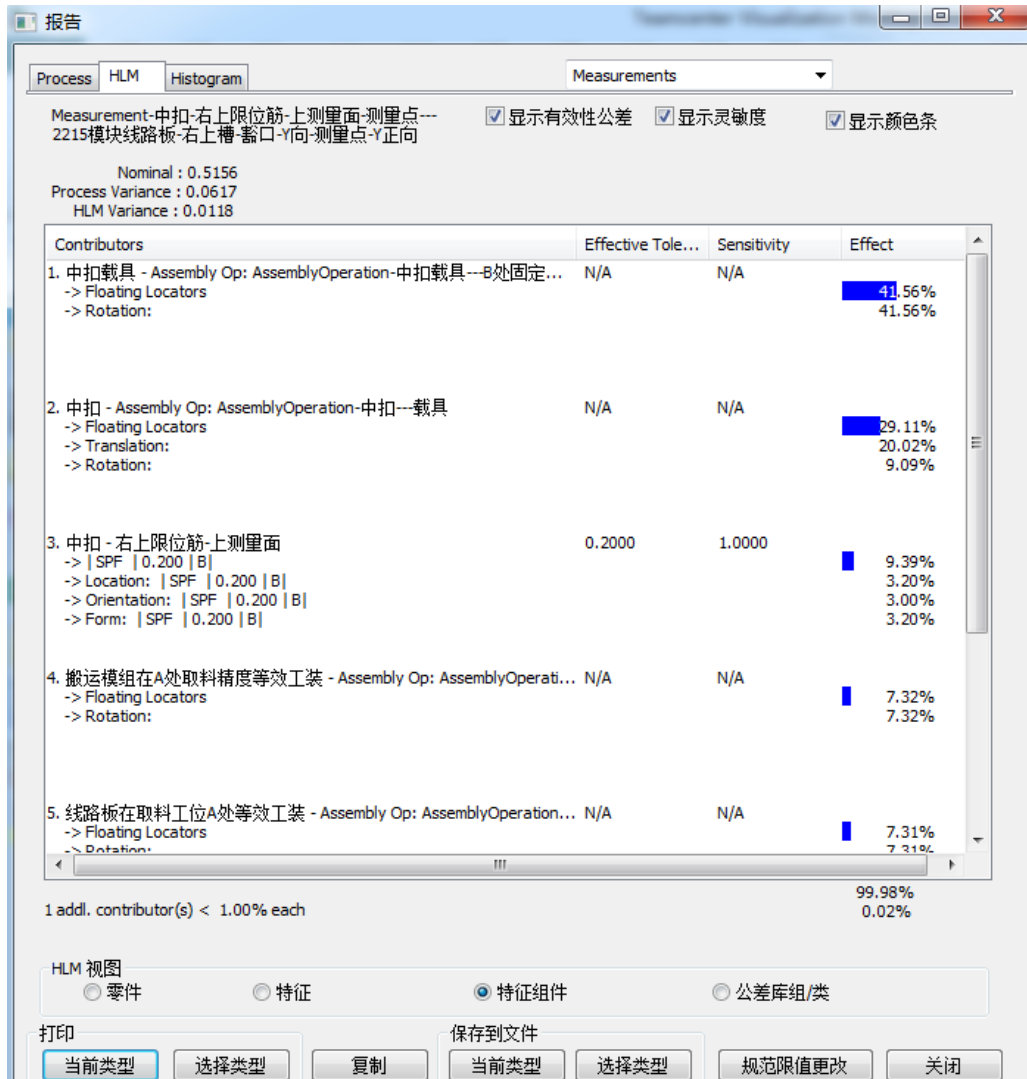 报告
Process HLM Histogram Measurements
Measurement-中扣-右上限位筋-上测量面-测量点---
2215模块线路板-右上槽-豁口-Y向-测量点-Y正向
显示有效性公差 显示灵敏度 显示颜色条
Nominal : 0.5156
Process Variance : 0.0617
HLM Variance : 0.0118
Contributors Effective Tole... Sensitivity Effect
1. 中扣载具 - Assembly Op: AssemblyOperation-中扣载具---B处固定... N/A N/A
-> Floating Locators 41.56%
-> Rotation: 41.56%
2. 中扣 - Assembly Op: AssemblyOperation-中扣---载具 N/A N/A
-> Floating Locators 29.11%
-> Translation: 20.02%
-> Rotation: 9.09%
3. 中扣 - 右上限位筋-上测量面 0.2000 1.0000
-> | SPF | 0.200 | B| 9.39%
-> Location: | SPF | 0.200 | B| 3.20%
-> Orientation: | SPF | 0.200 | B| 3.00%
-> Form: | SPF | 0.200 | B| 3.20%
4. 搬运模组在A处取料精度等效工装 - Assembly Op: AssemblyOperati... N/A N/A
-> Floating Locators 7.32%
-> Rotation: 7.32%
5. 线路板在取料工位A处等效工装 - Assembly Op: AssemblyOperation... N/A N/A
-> Floating Locators 7.31%
-> Rotation: 7.31%
99.98%
1 addl. contributor(s) < 1.00% each 0.02%
HLM 视图
零件 特征 特征组件 公差库组/类
打印 保存到文件
当前类型 选择类型 复制 当前类型 选择类型 规范限值更改 关闭